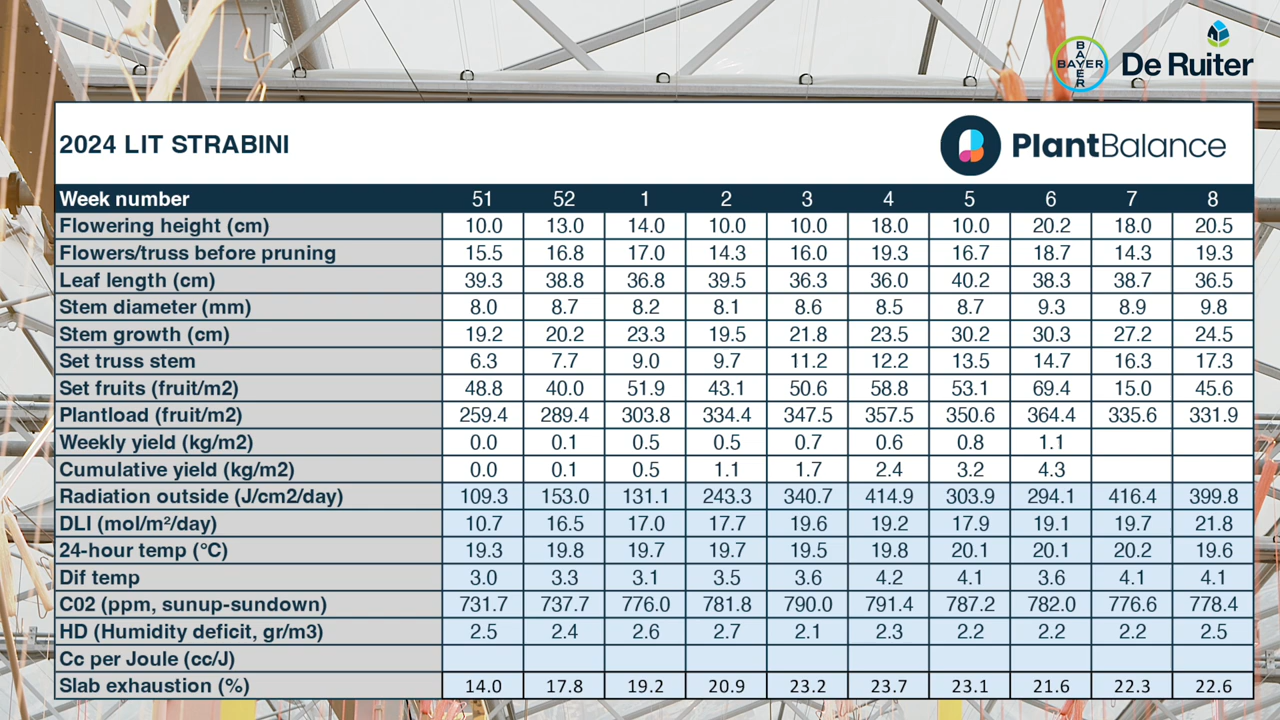 BAYER
BAYER
De Ruiter
2024 LIT STRABINI
PlantBalance
Week number 51 52 1 2 3 4 5 6 7 8
Flowering height (cm) 10.0 13.0 14.0 10.0 10.0 18.0 10.0 20.2 18.0 20.5
Flowers/truss before pruning 15.5 16.8 17.0 14.3 16.0 19.3 16.7 18.7 14.3 19.3
Leaf length (cm) 39.3 38.8 36.8 39.5 36.3 36.0 40.2 38.3 38.7 36.5
Stem diameter (mm) 8.0 8.7 8.2 8.1 8.6 8.5 8.7 9.3 8.9 9.8
Stem growth (cm) 19.2 20.2 23.3 19.5 21.8 23.5 30.2 30.3 27.2 24.5
Set truss stem 6.3 7.7 9.0 9.7 11.2 12.2 13.5 14.7 16.3 17.3
Set fruits (fruit/m2) 48.8 40.0 51.9 43.1 50.6 58.8 53.1 69.4 15.0 45.6
Plantload (fruit/m2) 259.4 289.4 303.8 334.4 347.5 357.5 350.6 364.4 335.6 331.9
Weekly yield (kg/m2) 0.0 0.1 0.5 0.5 0.7 0.6 0.8 1.1
Cumulative yield (kg/m2) 0.0 0.1 0.5 1.1 1.7 2.4 3.2 4.3
Radiation outside (J/cm2/day) 109.3 153.0 131.1 243.3 340.7 414.9 303.9 294.1 416.4 399.8
DLI (mol/m²/day) 10.7 16.5 17.0 17.7 19.6 19.2 17.9 19.1 19.7 21.8
24-hour temp (°C) 19.3 19.8 19.7 19.7 19.5 19.8 20.1 20.1 20.2 19.6
Dif temp 3.0 3.3 3.1 3.5 3.6 4.2 4.1 3.6 4.1 4.1
C02 (ppm, sunup-sundown) 731.7 737.7 776.0 781.8 790.0 791.4 787.2 782.0 776.6 778.4
HD (Humidity deficit, gr/m3) 2.5 2.4 2.6 2.7 2.1 2.3 2.2 2.2 2.2 2.5
Cc per Joule (cc/J)
Slab exhaustion (%) 14.0 17.8 19.2 20.9 23.2 23.7 23.1 21.6 22.3 22.6